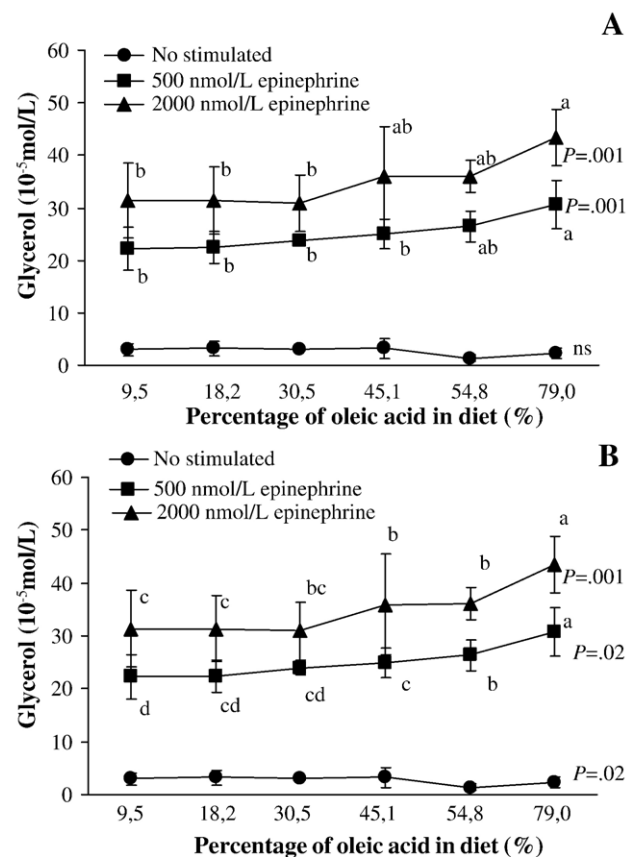 A
No stimulated
500 nmol/L epinephrine
2000 nmol/L epinephrine
60
50
40
30
20
10
0
Glycerol (10⁻⁵mol/L)
b b b ab ab a
P=.001
P=.001
b b b b ab a
ns
9,5 18,2 30,5 45,1 54,8 79,0
Percentage of oleic acid in diet (%)
B
No stimulated
500 nmol/L epinephrine
2000 nmol/L epinephrine
60
50
40
30
20
10
0
Glycerol (10⁻⁵mol/L)
c c bc b b a
P=.001
a
P=.02
d cd cd c b
P=.02
9,5 18,2 30,5 45,1 54,8 79,0
Percentage of oleic acid in diet (%)